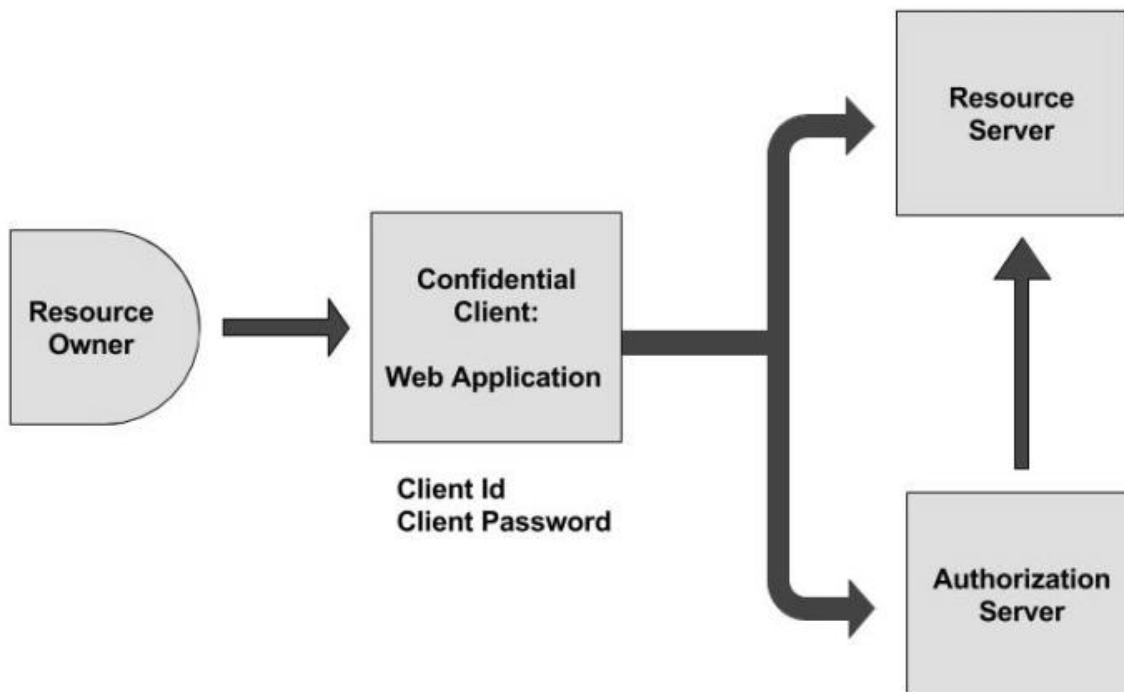 Resource
Owner
Confidential
Client:
Web Application
Client Id
Client Password
Resource
Server
Authorization
Server